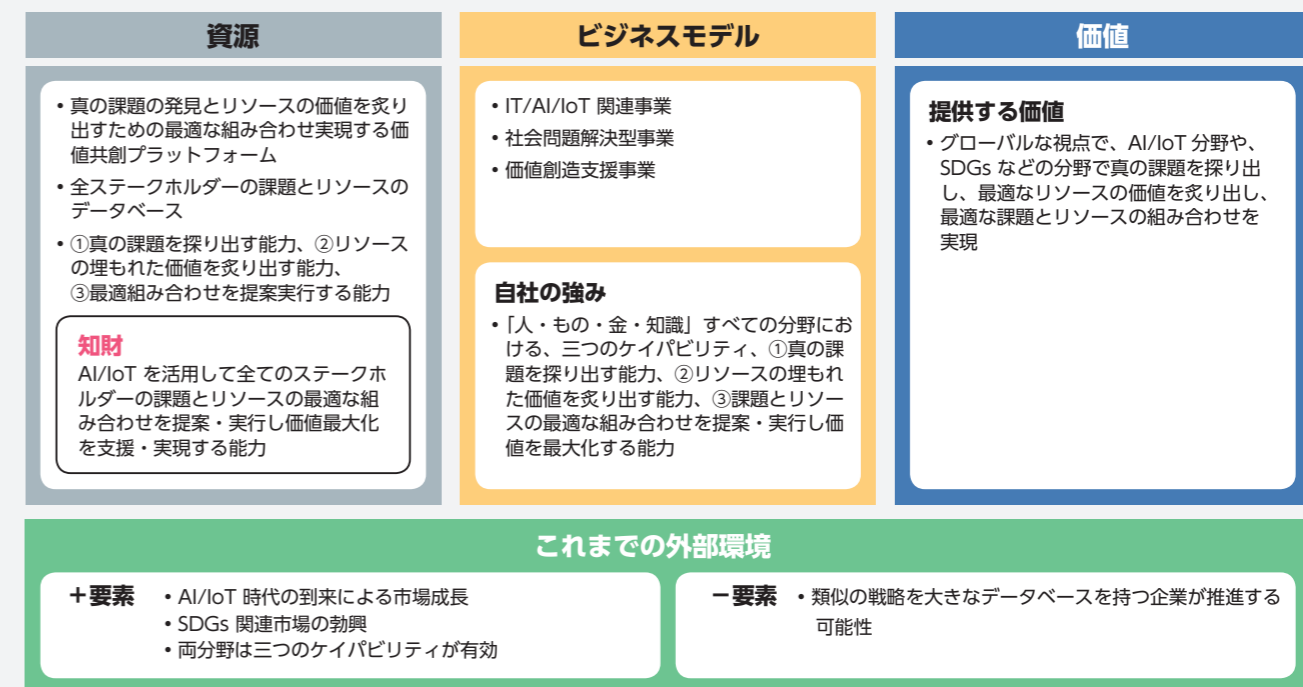 資源
・真の課題の発見とリソースの価値を炙り
出すための最適な組み合わせ実現する価
値共創プラットフォーム
・全ステークホルダーの課題とリソースの
データベース
・①真の課題を探り出す能力、②リソース
の埋もれた価値を炙り出す能力、
③最適組み合わせを提案実行する能力
知財
AI/IoT を活用して全てのステークホ
ルダーの課題とリソースの最適な組
み合わせを提案・実行し価値最大化
を支援・実現する能力
ビジネスモデル
・IT/AI/IoT 関連事業
・社会問題解決型事業
・価値創造支援事業
自社の強み
・「人・もの・金・知識」すべての分野にお
ける、三つのケイパビリティ、①真の課
題を探り出す能力、②リソースの埋もれ
た価値を炙り出す能力、③課題とリソー
スの最適な組み合わせを提案・実行し価
値を最大化する能力
価値
提供する価値
・グローバルな視点で、AI/IoT 分野や、
SDGs などの分野で真の課題を探り出
し、最適なリソースの価値を炙り出し、
最適な課題とリソースの組み合わせを
実現
これまでの外部環境
＋要素
・AI/IoT 時代の到来による市場成長
・SDGs 関連市場の勃興
・両分野は三つのケイパビリティが有効
－要素
・類似の戦略を大きなデータベースを持つ企業が推進する
可能性